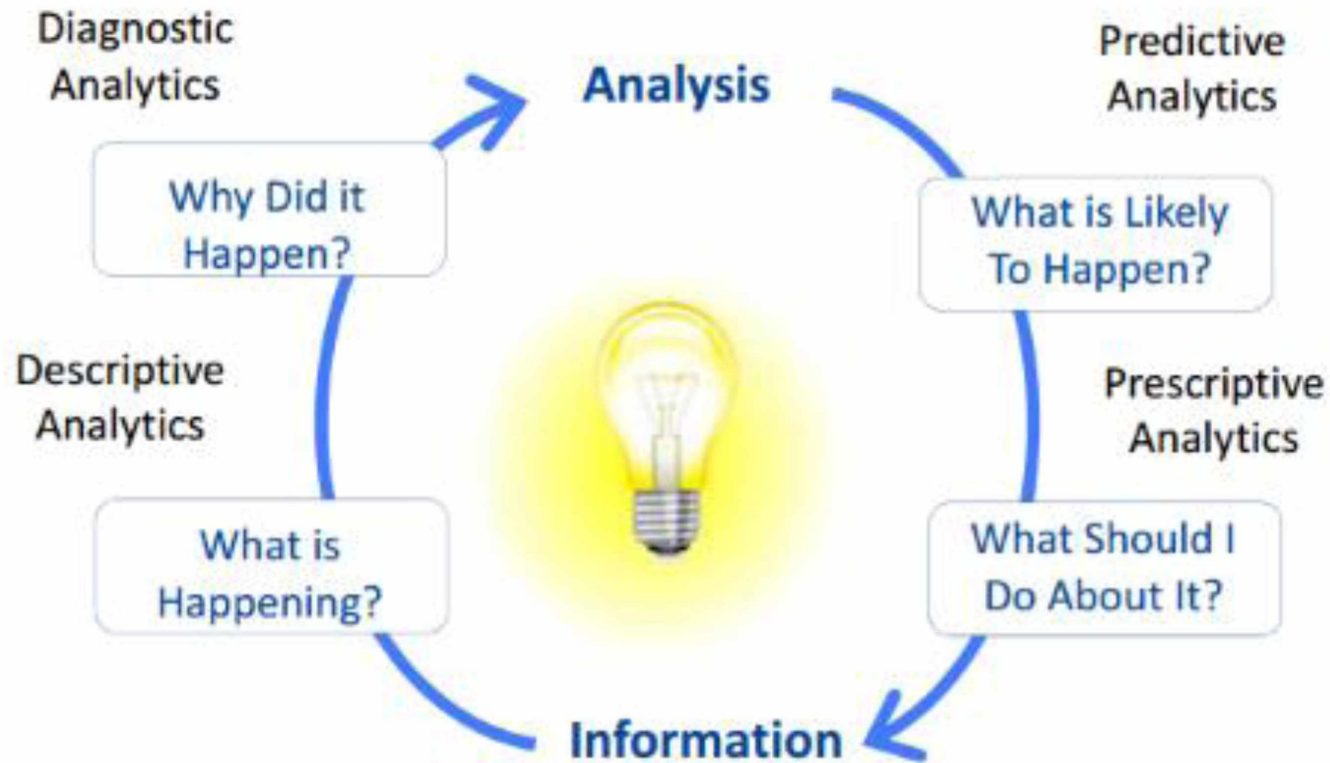 Diagnostic
Analytics
Analysis
Predictive
Analytics
Why Did it
Happen?
What is Likely
To Happen?
Descriptive
Analytics
Prescriptive
Analytics
What is
Happening?
What Should I
Do About It?
Information